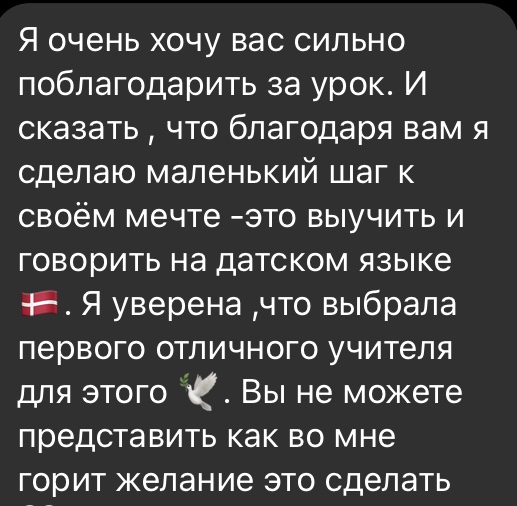 Я очень хочу вас сильно
поблагодарить за урок. И
сказать , что благодаря вам я
сделаю маленький шаг к
своём мечте -это выучить и
говорить на датском языке
🇩🇰. Я уверена ,что выбрала
первого отличного учителя
для этого 🕊️. Вы не можете
представить как во мне
горит желание это сделать